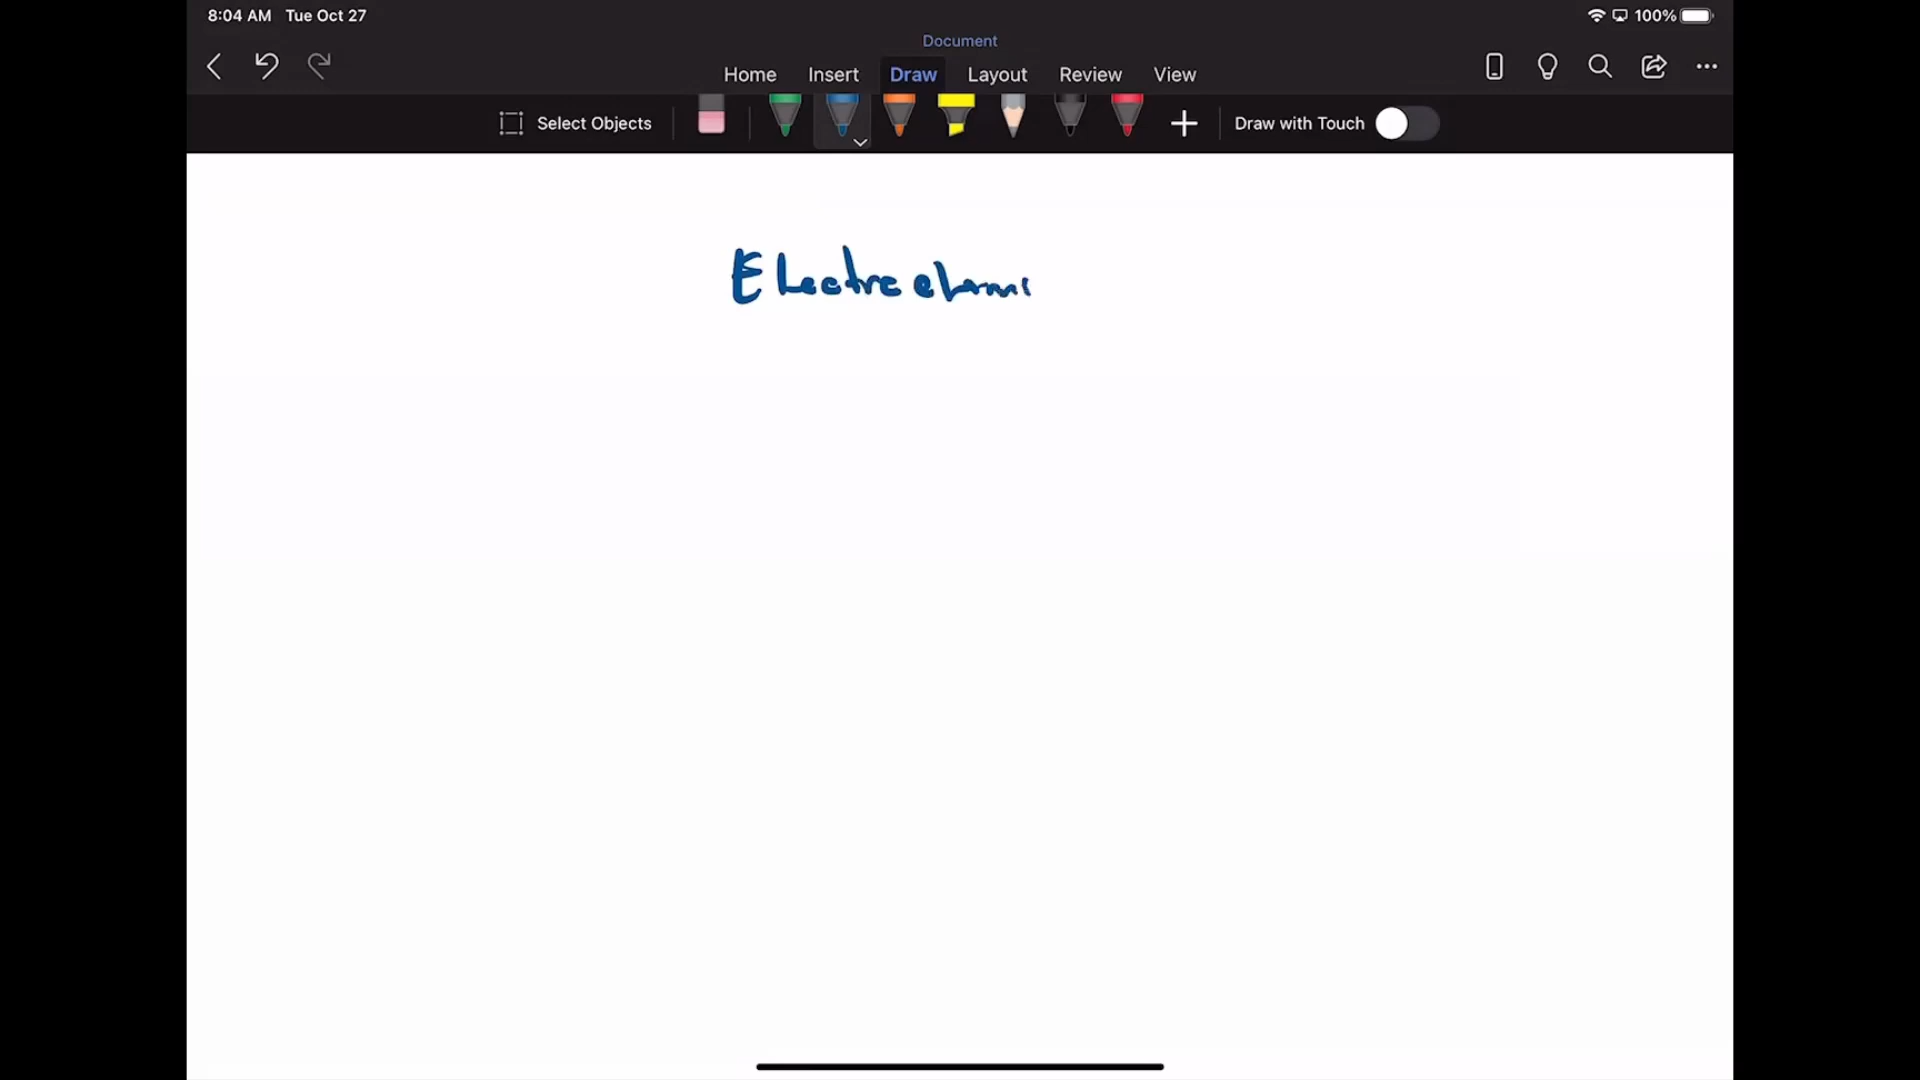 8:04 AM Tue Oct 27
100%
Document
Home Insert Draw Layout Review View
Select Objects
Draw with Touch
Electrochemi